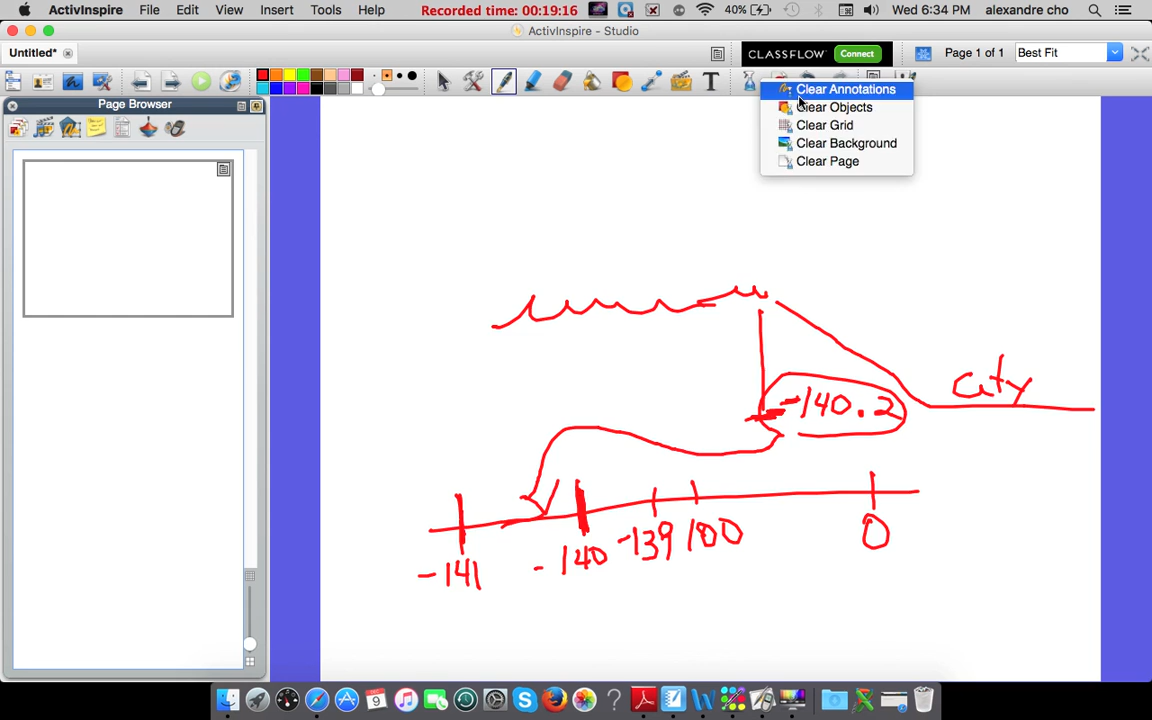 ActivInspire File Edit View Insert Tools Help Recorded time: 00:19:16 40% Wed 6:34 PM alexandre cho
ActivInspire - Studio
Untitled*
CLASSFLOW Connect
Page 1 of 1 Best Fit
T
Page Browser
Clear Annotations
Clear Objects
Clear Grid
Clear Background
Clear Page
City
-140.2
-141 -140 -139 100 0